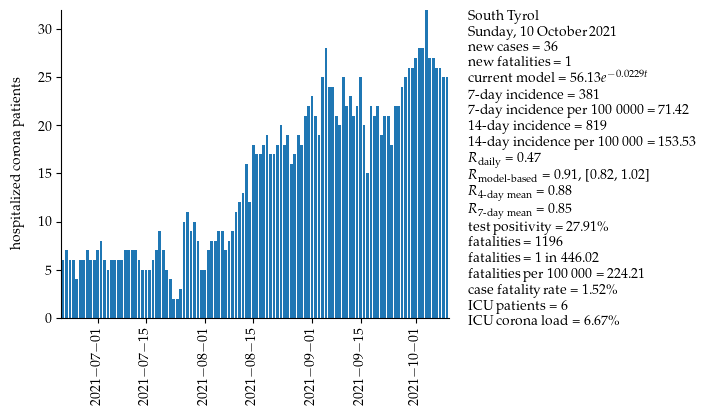 South Tyrol
Sunday, 10 October 2021
new cases = 36
new fatalities = 1
current model = 56.13e^{−0.0229t}
7-day incidence = 381
7-day incidence per 100 0000 = 71.42
14-day incidence = 819
14-day incidence per 100 000 = 153.53
R_daily = 0.47
R_model-based = 0.91, [0.82, 1.02]
R_4-day mean = 0.88
R_7-day mean = 0.85
test positivity = 27.91%
fatalities = 1196
fatalities = 1 in 446.02
fatalities per 100 000 = 224.21
case fatality rate = 1.52%
ICU patients = 6
ICU corona load = 6.67%
hospitalized corona patients
30
25
20
15
10
5
0
2021−07−01
2021−07−15
2021−08−01
2021−08−15
2021−09−01
2021−09−15
2021−10−01